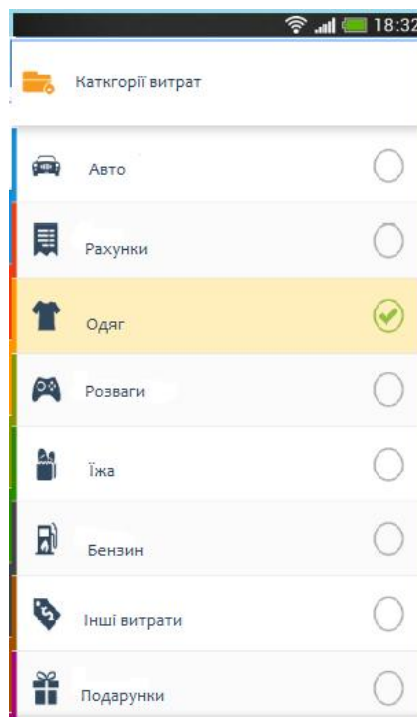 18:32
Каткгорії витрат
Авто
Рахунки
Одяг
Розваги
Їжа
Бензин
Інші витрати
Подарунки